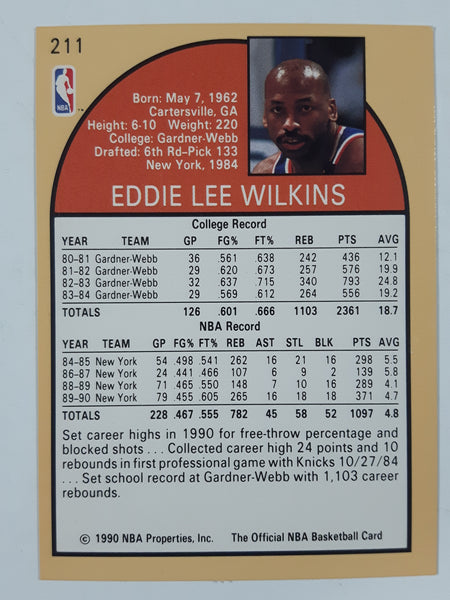 211
NBA
Born: May 7, 1962
Cartersville, GA
Height: 6-10 Weight: 220
College: Gardner-Webb
Drafted: 6th Rd-Pick 133
New York, 1984
EDDIE LEE WILKINS
College Record
YEAR TEAM GP FG% FT% REB PTS AVG
80-81 Gardner-Webb 36 .561 .638 242 436 12.1
81-82 Gardner-Webb 29 .620 .673 257 576 19.9
82-83 Gardner-Webb 32 .637 .715 340 793 24.8
83-84 Gardner-Webb 29 .569 .612 264 556 19.2
TOTALS 126 .601 .666 1103 2361 18.7
NBA Record
YEAR TEAM GP FG% FT% REB AST STL BLK PTS AVG
84-85 New York 54 .498 .541 262 16 21 16 298 5.5
86-87 New York 24 .441 .466 107 6 9 2 139 5.8
88-89 New York 71 .465 .550 148 7 10 16 289 4.1
89-90 New York 79 .455 .605 265 16 18 18 371 4.7
TOTALS 228 .467 .555 782 45 58 52 1097 4.8
Set career highs in 1990 for free-throw percentage and
blocked shots . . . Collected career high 24 points and 10
rebounds in first professional game with Knicks 10/27/84
. . . Set school record at Gardner-Webb with 1,103 career
rebounds.
© 1990 NBA Properties, Inc. The Official NBA Basketball Card